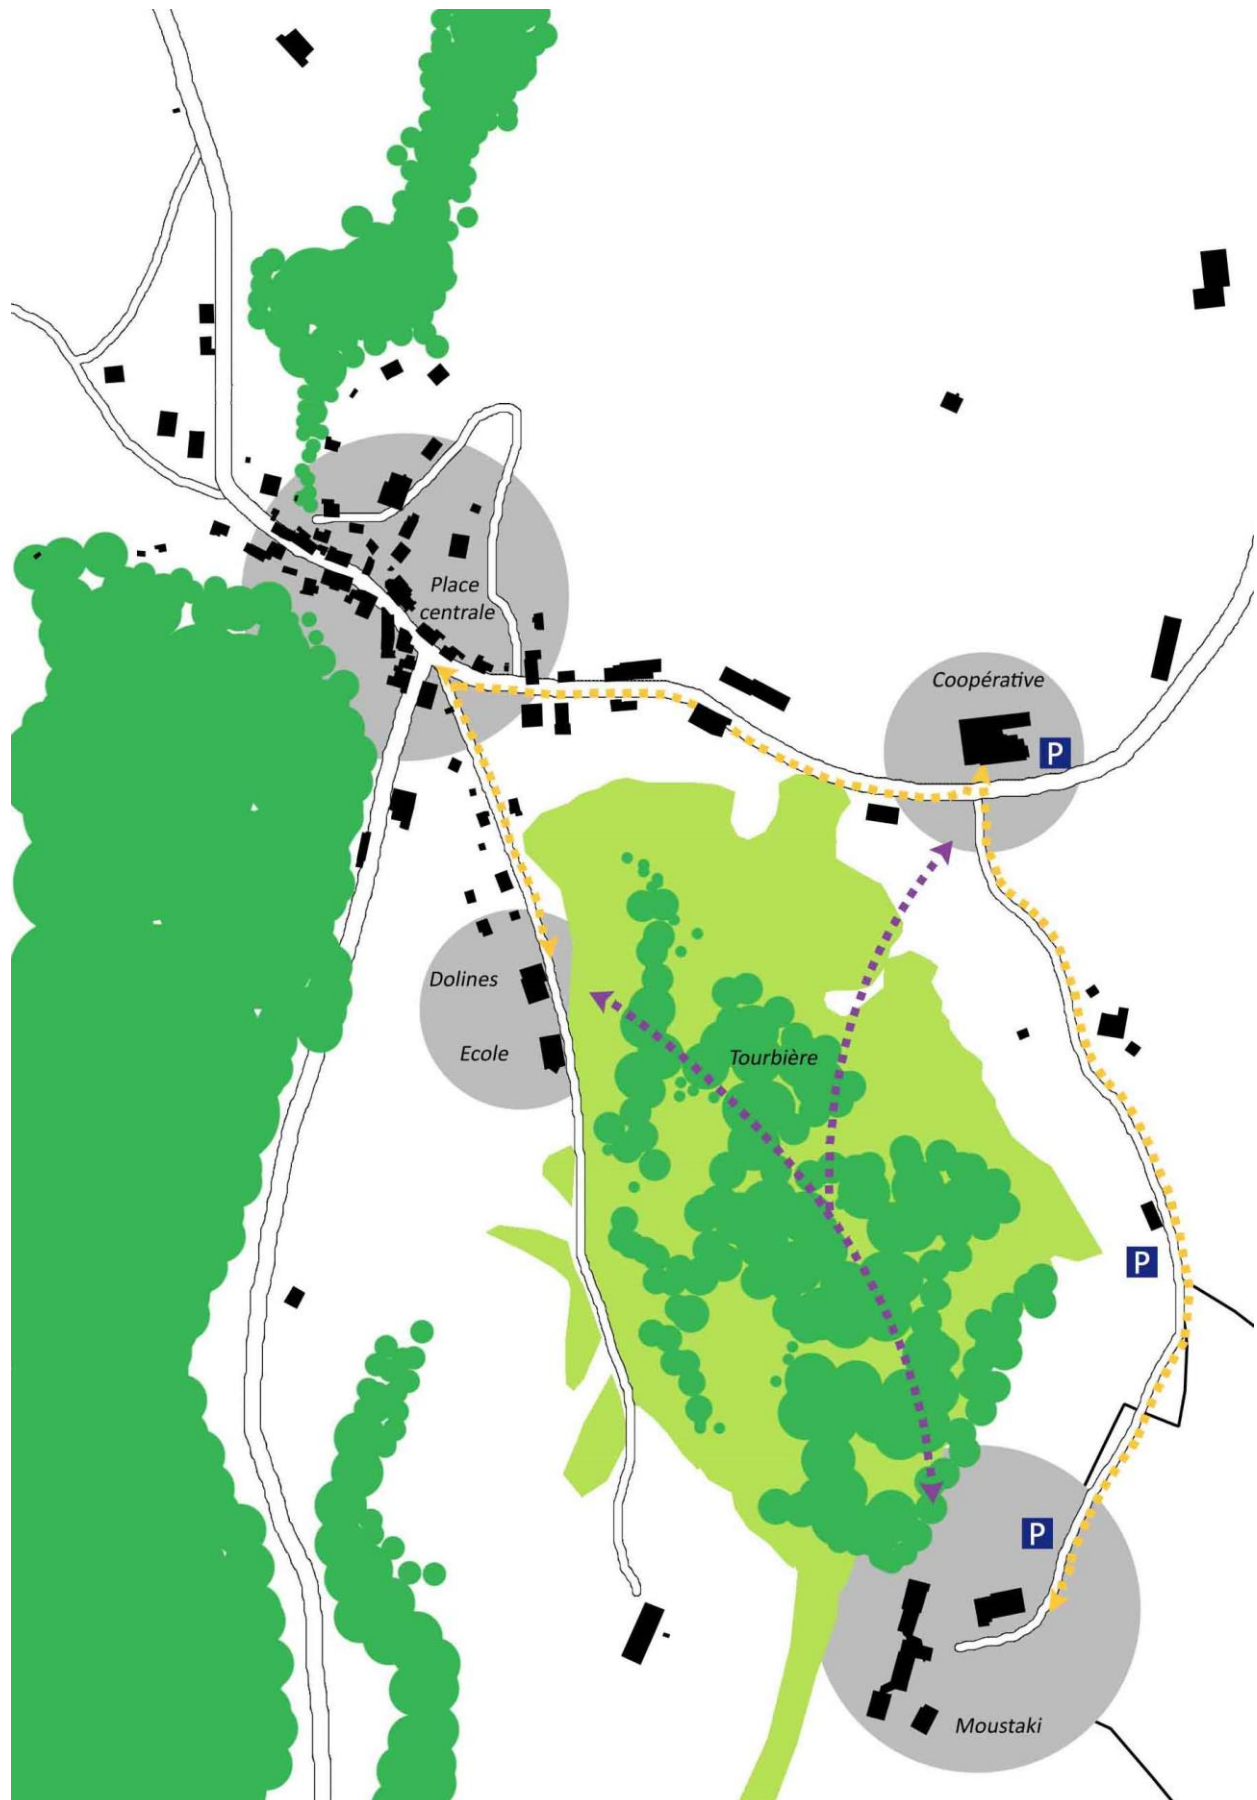 Place
centrale
Coopérative
P
Dolines
Ecole
Tourbière
P
P
Moustaki